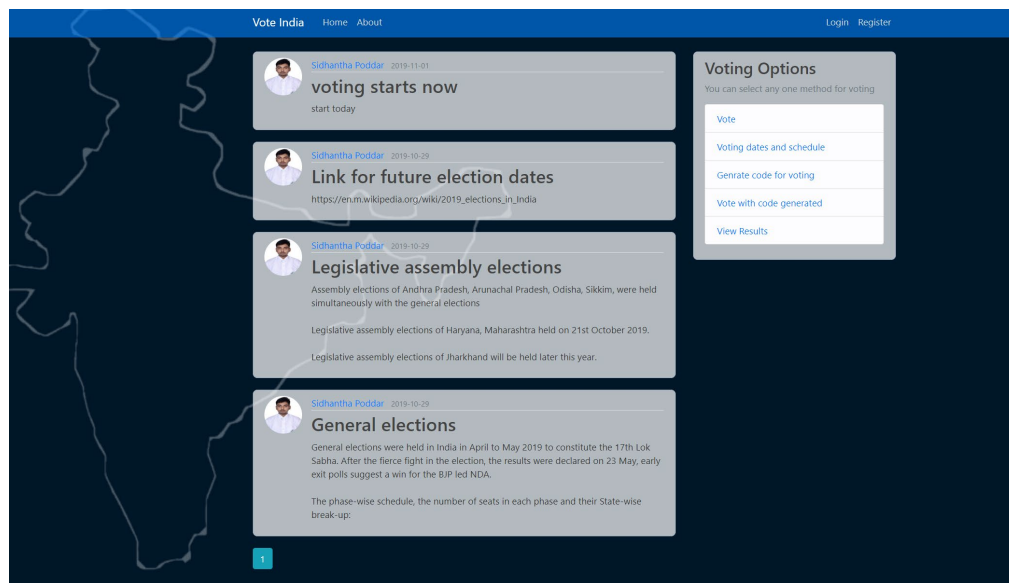 Vote India Home About Login Register
Sidhantha Poddar 2019-11-01
voting starts now
start today
Sidhantha Poddar 2019-10-29
Link for future election dates
https://en.m.wikipedia.org/wiki/2019_elections_in_India
Sidhantha Poddar 2019-10-29
Legislative assembly elections
Assembly elections of Andhra Pradesh, Arunachal Pradesh, Odisha, Sikkim, were held
simultaneously with the general elections
Legislative assembly elections of Haryana, Maharashtra held on 21st October 2019.
Legislative assembly elections of Jharkhand will be held later this year.
Sidhantha Poddar 2019-10-29
General elections
General elections were held in India in April to May 2019 to constitute the 17th Lok
Sabha. After the fierce fight in the election, the results were declared on 23 May, early
exit polls suggest a win for the BJP led NDA.
The phase-wise schedule, the number of seats in each phase and their State-wise
break-up:
1
Voting Options
You can select any one method for voting
Vote
Voting dates and schedule
Genrate code for voting
Vote with code generated
View Results